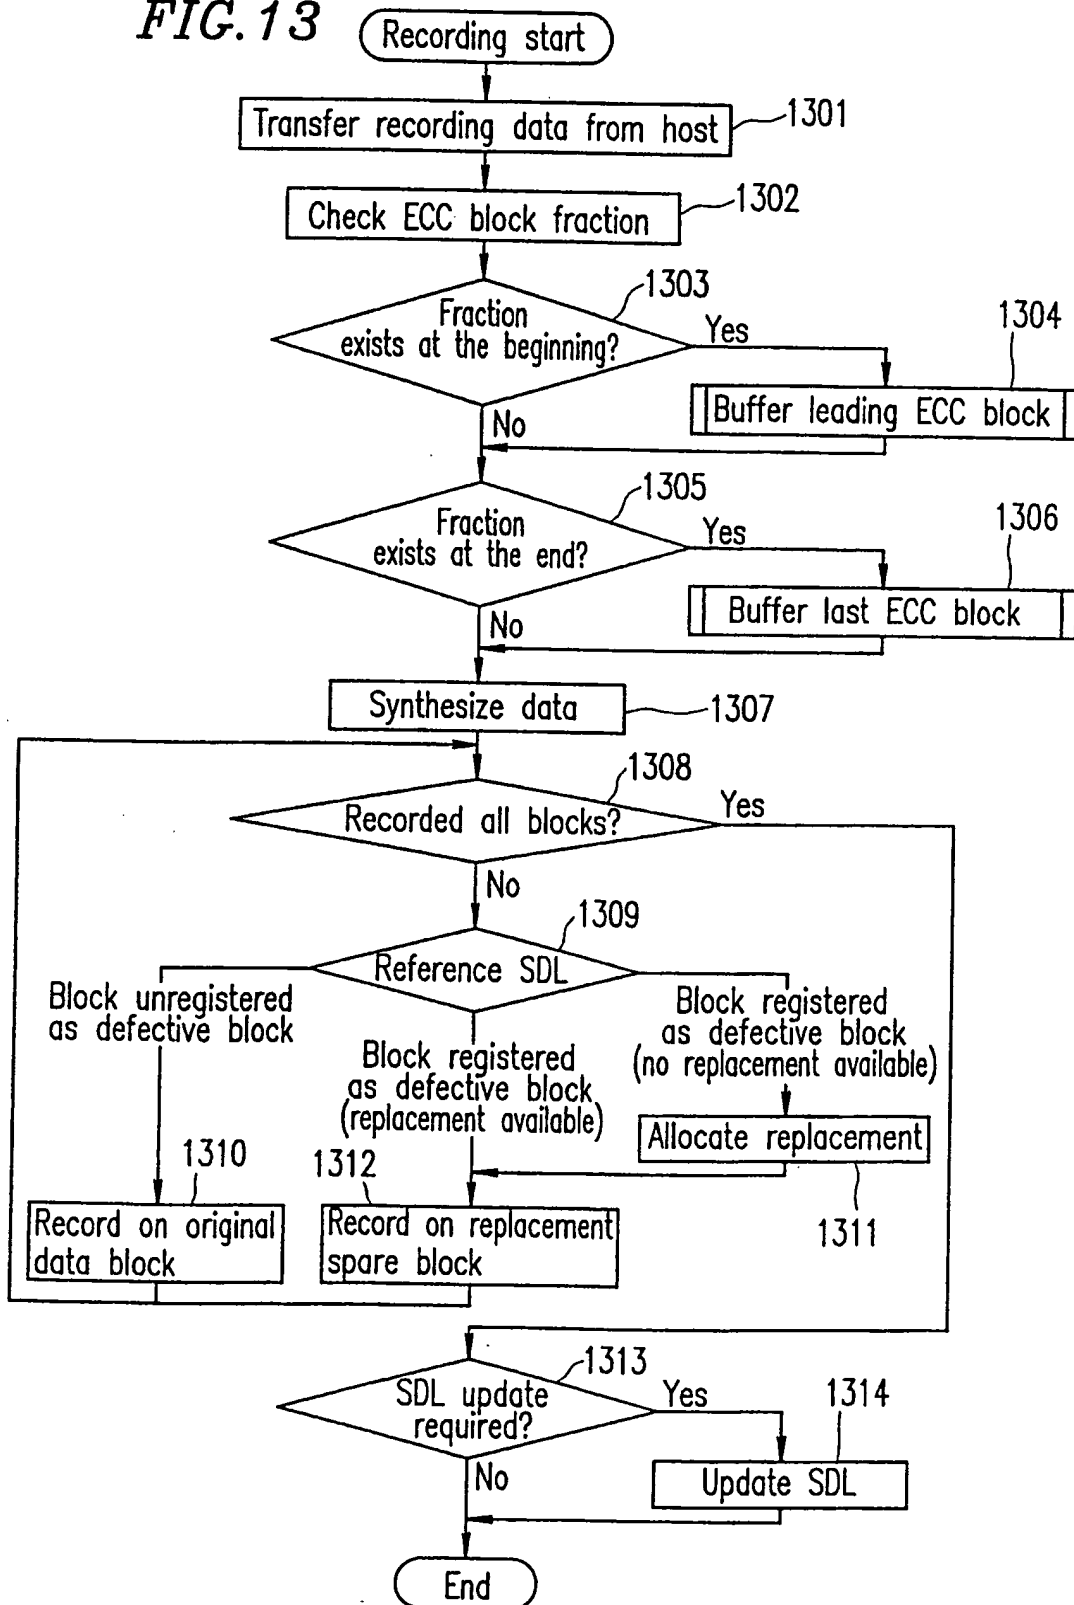 FIG.13
Recording start
Transfer recording data from host
1301
Check ECC block fraction
1302
1303
Fraction
exists at the beginning?
Yes
1304
Buffer leading ECC block
No
1305
Fraction
exists at the end?
Yes
1306
Buffer last ECC block
No
Synthesize data
1307
1308
Recorded all blocks?
Yes
No
1309
Reference SDL
Block unregistered
as defective block
Block registered
as defective block
(replacement available)
Block registered
as defective block
(no replacement available)
Allocate replacement
1311
1310
Record on original
data block
1312
Record on replacement
spare block
1313
SDL update
required?
Yes
1314
Update SDL
No
End